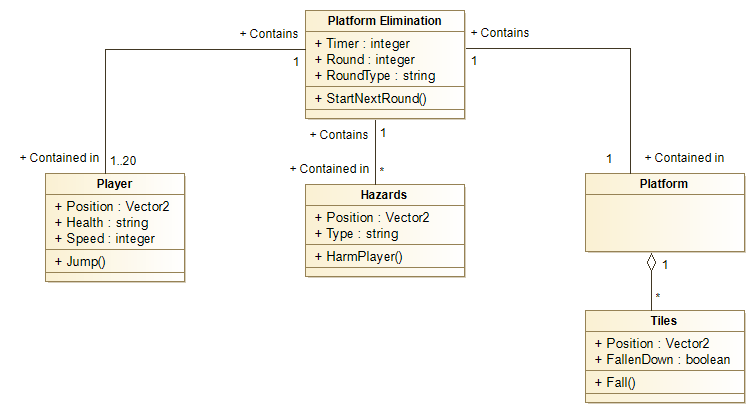 Platform Elimination
+ Timer : integer
+ Round : integer
+ RoundType : string
+ StartNextRound()
+ Contains
1
+ Contains
1
+ Contains
1
+ Contained in
1..20
+ Contained in
*
1
+ Contained in
Player
+ Position : Vector2
+ Health : string
+ Speed : integer
+ Jump()
Hazards
+ Position : Vector2
+ Type : string
+ HarmPlayer()
Platform
1
*
Tiles
+ Position : Vector2
+ FallenDown : boolean
+ Fall()